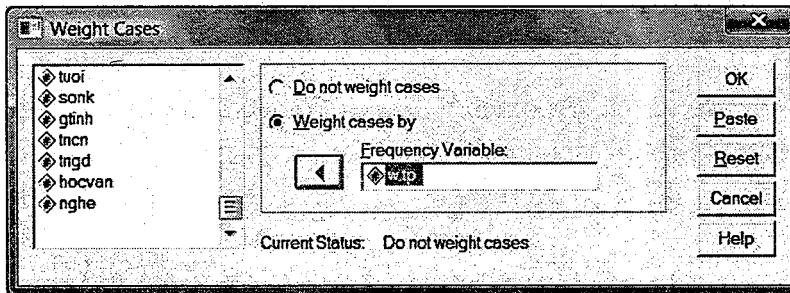 Weight Cases
tuoi
sonk
gtinh
tncn
tngd
hocvan
nghe
Do not weight cases
Weight cases by
Frequency Variable:
Current Status: Do not weight cases
OK
Paste
Reset
Cancel
Help